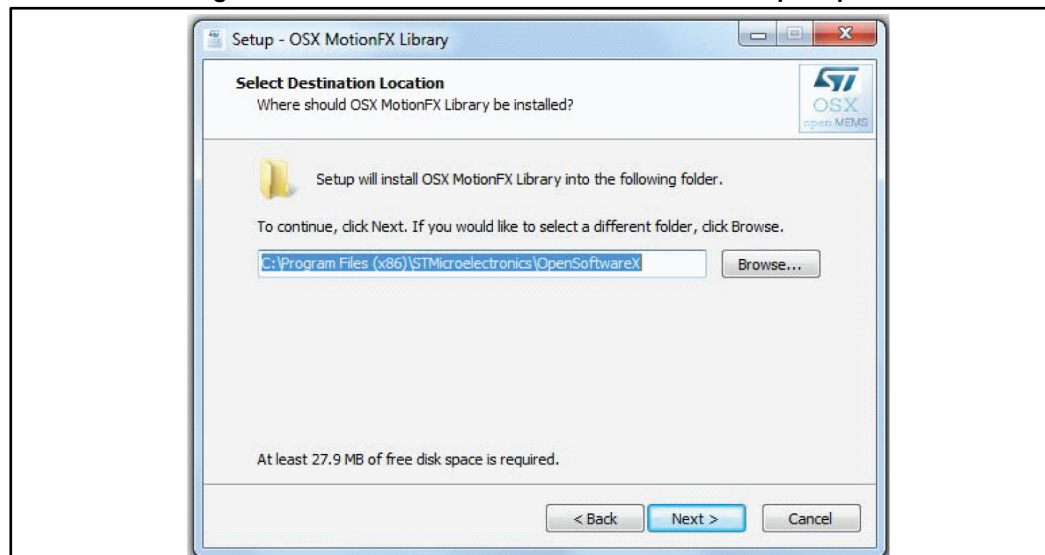 Setup - OSX MotionFX Library
Select Destination Location
Where should OSX MotionFX Library be installed?
OSX
open.MEMS
Setup will install OSX MotionFX Library into the following folder.
To continue, click Next. If you would like to select a different folder, click Browse.
C:\Program Files (x86)\STMicroelectronics\OpenSoftwareX
Browse...
At least 27.9 MB of free disk space is required.
< Back
Next >
Cancel